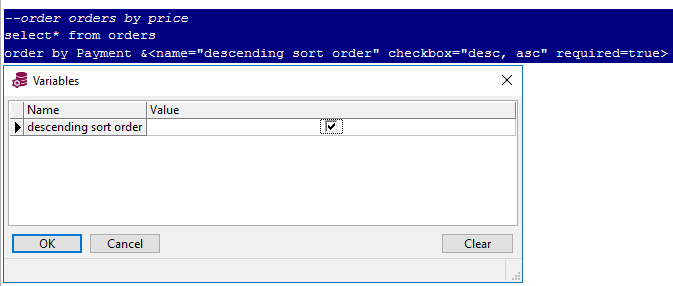 --order orders by price
select* from orders
order by Payment &<name="descending sort order" checkbox="desc, asc" required=true>
Variables
Name Value
descending sort order
OK Cancel Clear